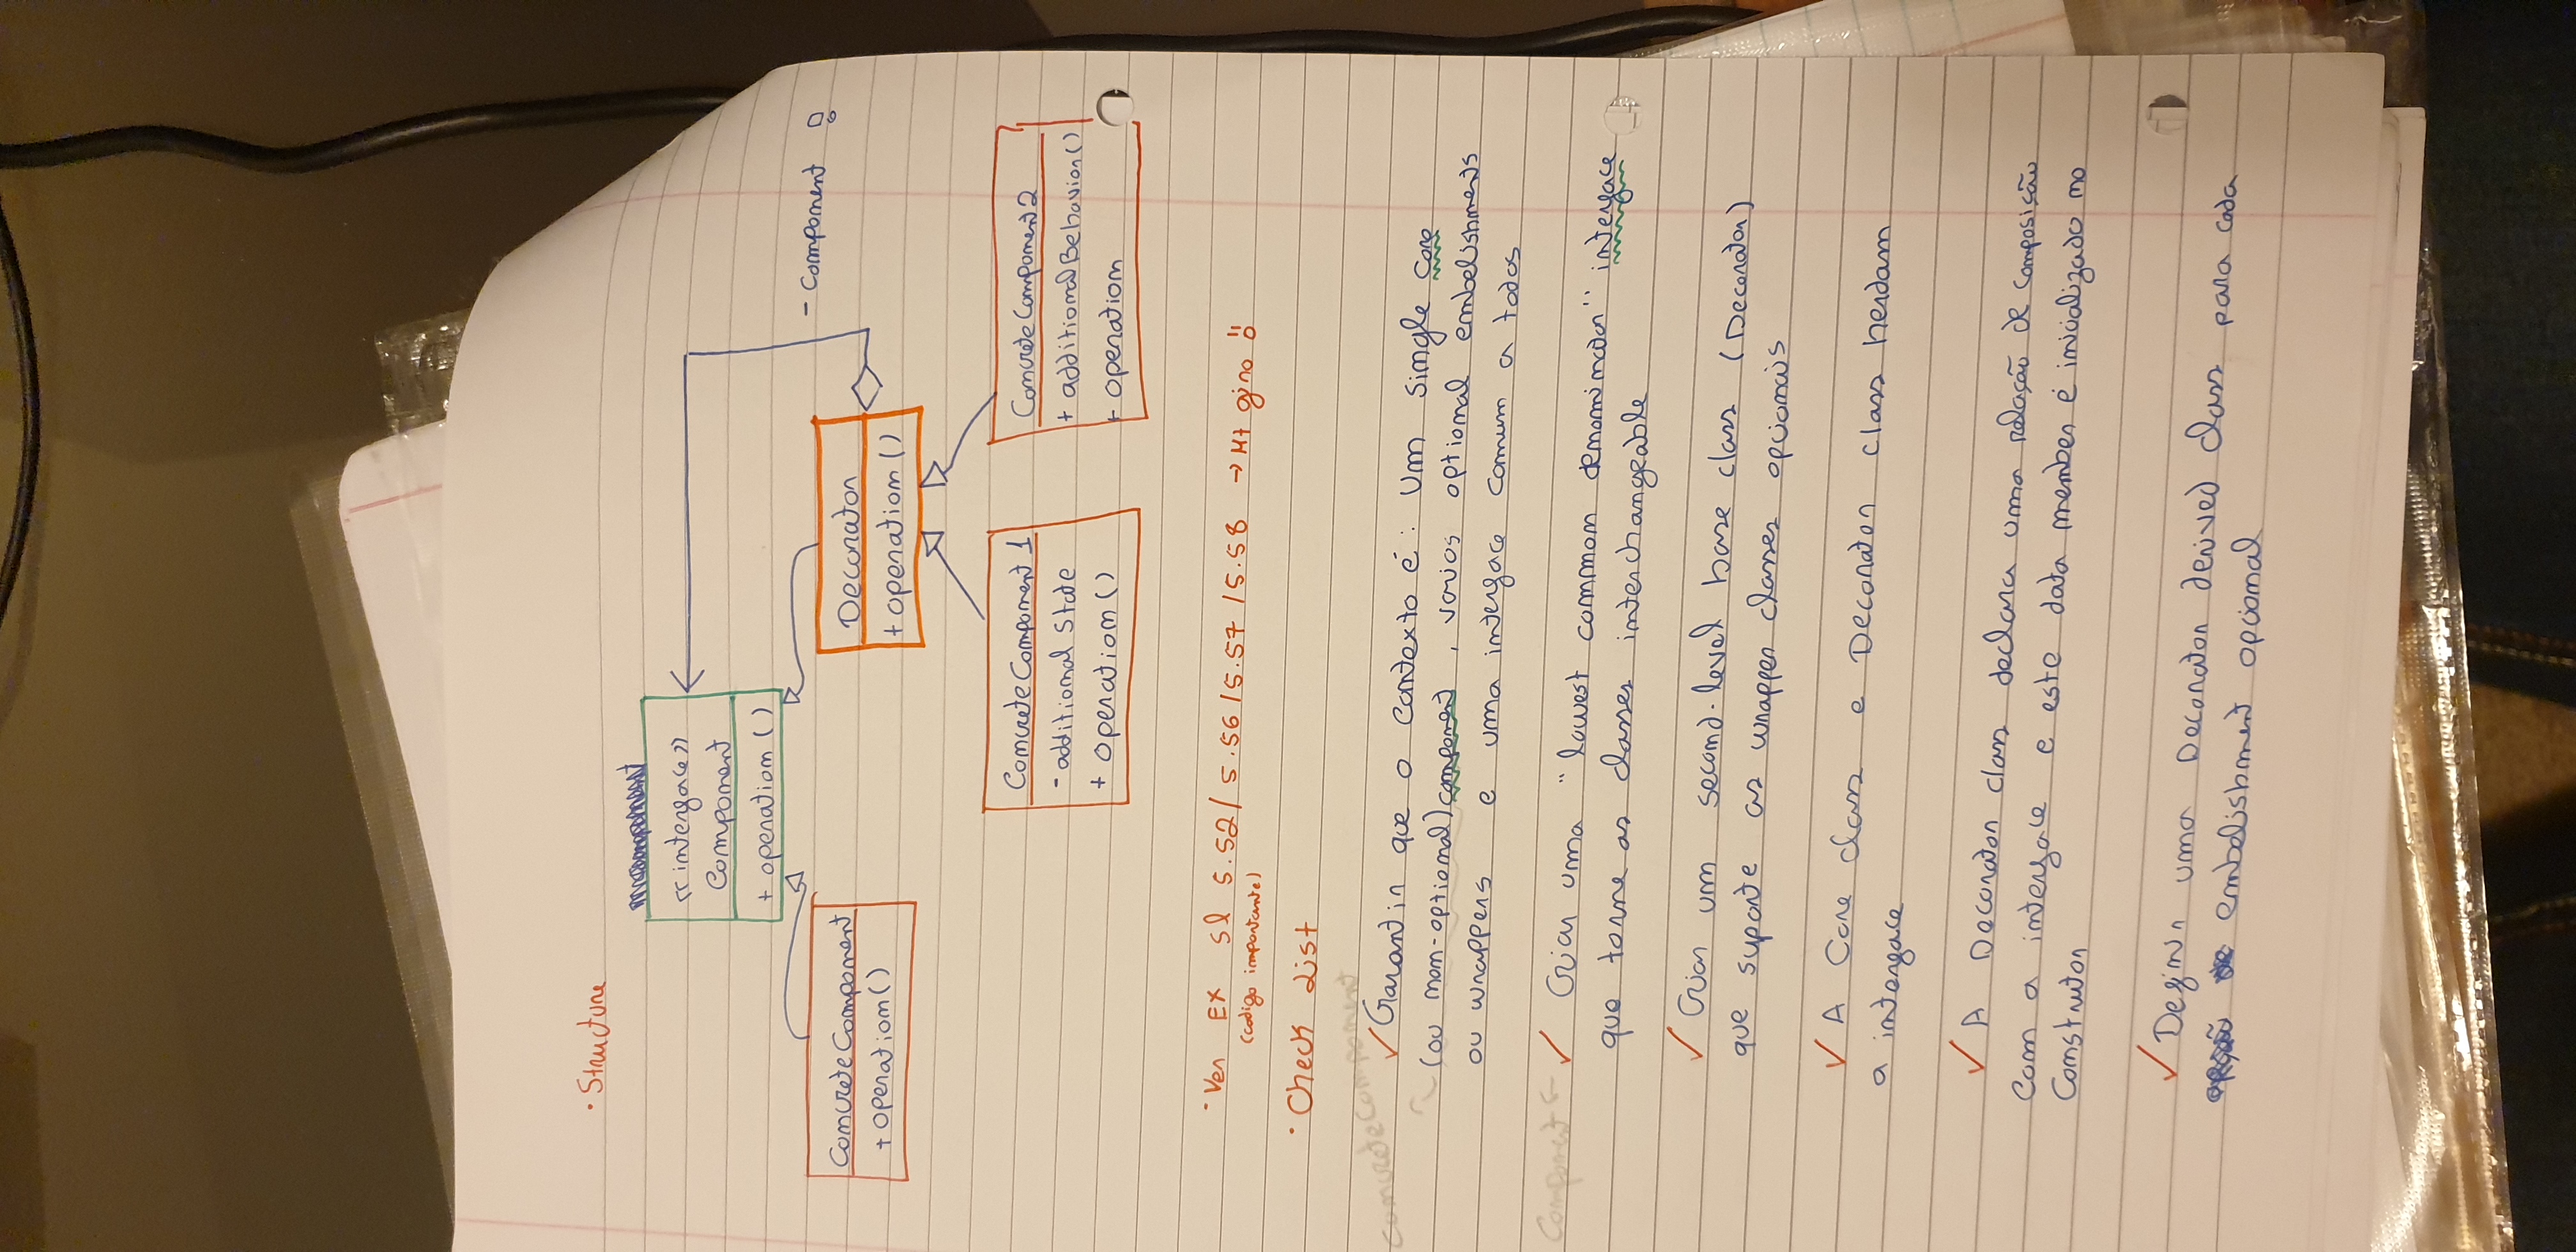 • Structure
<<interface>>
Component
+ operation ()
- Component
ConcreteComponent
+ operation()
Decorator
+ operation ()
ConcreteComponent 1
- additional State
+ operation ()
ConcreteComponent 2
+ additionalBehavior()
+ operation
• Ver EX sl 5.52 / 5.56 / 5.57 / 5.58 → Mt giro
(codigo importante)
• Check List
ConcreteComponent
✓ Garantir que o contexto é: Um single core
(ou non-optional) component, varios optional embelishments
ou wrappers e uma interface comum a todos
Component ←
✓ Criar uma "lowest common denominator" interface
que torne as classes interchangeable
✓ Criar um second-level base class (Decorator)
que suporte as wrapper classes opcionais
✓ A Core class e Decorator class herdam
a interface
✓ A Decorator class declara uma relação de composição
com a interface e este data member é inicializado no
Construtor
✓ Definir uma Decorator derived class para cada
embelishment opcional